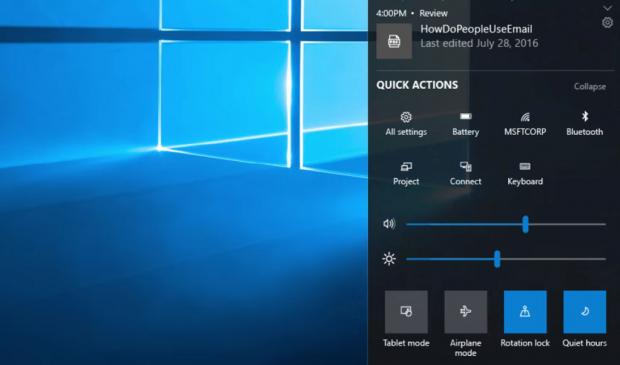 4:00PM • Review
HowDoPeopleUseEmail
Last edited July 28, 2016
QUICK ACTIONS
Collapse
All settings
Battery
MSFTCORP
Bluetooth
Project
Connect
Keyboard
Tablet mode
Airplane
mode
Rotation lock
Quiet hours